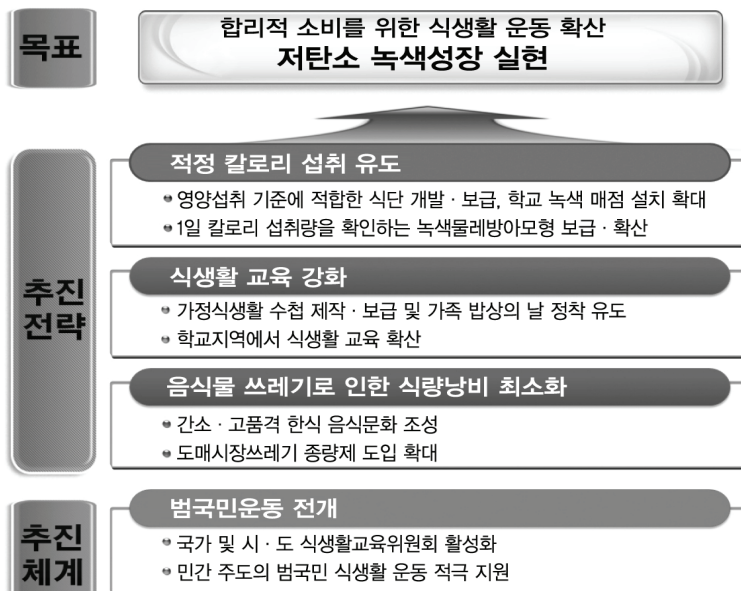 목표
합리적 소비를 위한 식생활 운동 확산
저탄소 녹색성장 실현
추진
전략
적정 칼로리 섭취 유도
영양섭취 기준에 적합한 식단 개발 · 보급, 학교 녹색 매점 설치 확대
1일 칼로리 섭취량을 확인하는 녹색물레방아모형 보급 · 확산
식생활 교육 강화
가정식생활 수첩 제작 · 보급 및 가족 밥상의 날 정착 유도
학교지역에서 식생활 교육 확산
음식물 쓰레기로 인한 식량낭비 최소화
간소 · 고품격 한식 음식문화 조성
도매시장쓰레기 종량제 도입 확대
추진
체계
범국민운동 전개
국가 및 시 · 도 식생활교육위원회 활성화
민간 주도의 범국민 식생활 운동 적극 지원